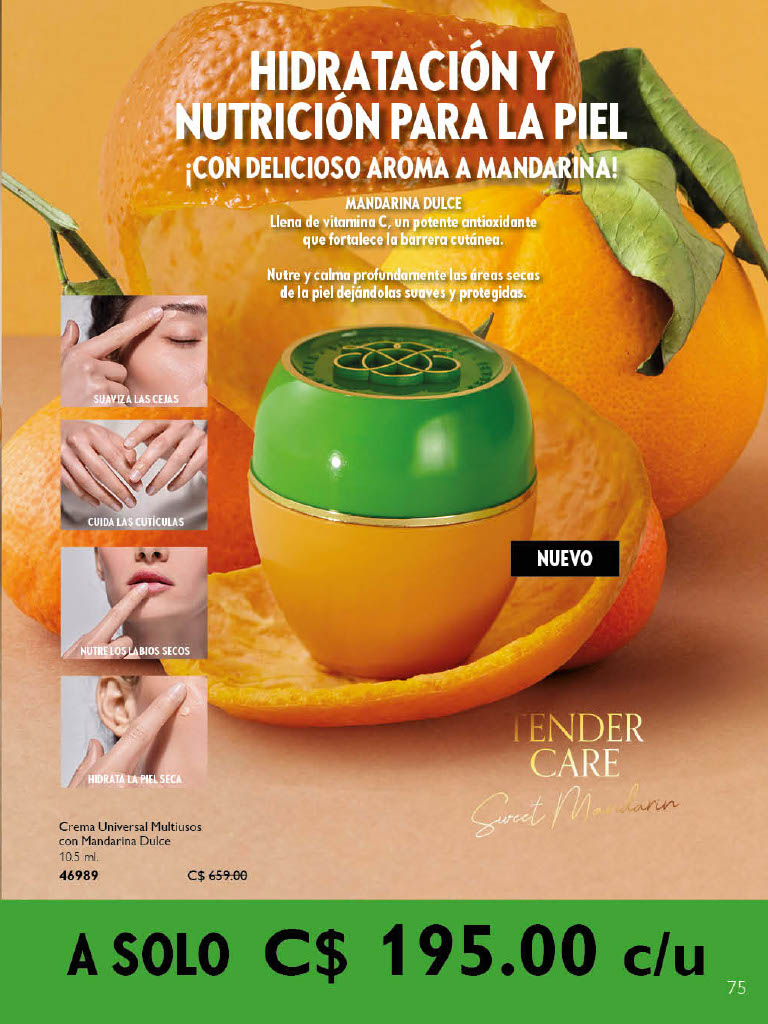 HIDRATACIÓN Y
NUTRICIÓN PARA LA PIEL
¡CON DELICIOSO AROMA A MANDARINA!
MANDARINA DULCE
Llena de vitamina C, un potente antioxidante
que fortalece la barrera cutánea.
Nutre y calma profundamente las áreas secas
de la piel dejándolas suaves y protegidas.
SUAVIZA LAS CEJAS
CUIDA LAS CUTÍCULAS
NUTRE LOS LABIOS SECOS
HIDRATA LA PIEL SECA
NUEVO
TENDER
CARE
Sweet Mandarin
Crema Universal Multiusos
con Mandarina Dulce
10.5 ml.
46989 C$ 659.00
A SOLO C$ 195.00 c/u
75